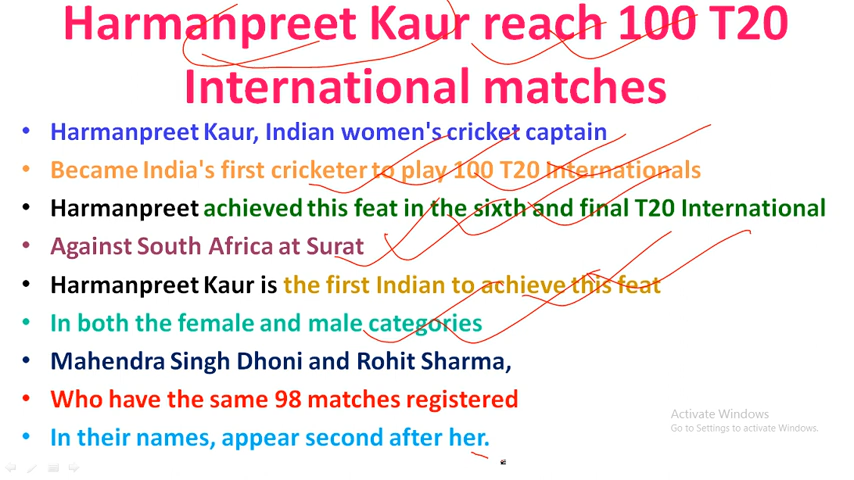 Harmanpreet Kaur reach 100 T20
International matches
• Harmanpreet Kaur, Indian women's cricket captain
• Became India's first cricketer to play 100 T20 Internationals
• Harmanpreet achieved this feat in the sixth and final T20 International
• Against South Africa at Surat
• Harmanpreet Kaur is the first Indian to achieve this feat
• In both the female and male categories
• Mahendra Singh Dhoni and Rohit Sharma,
• Who have the same 98 matches registered
• In their names, appear second after her.
Activate Windows
Go to Settings to activate Windows.